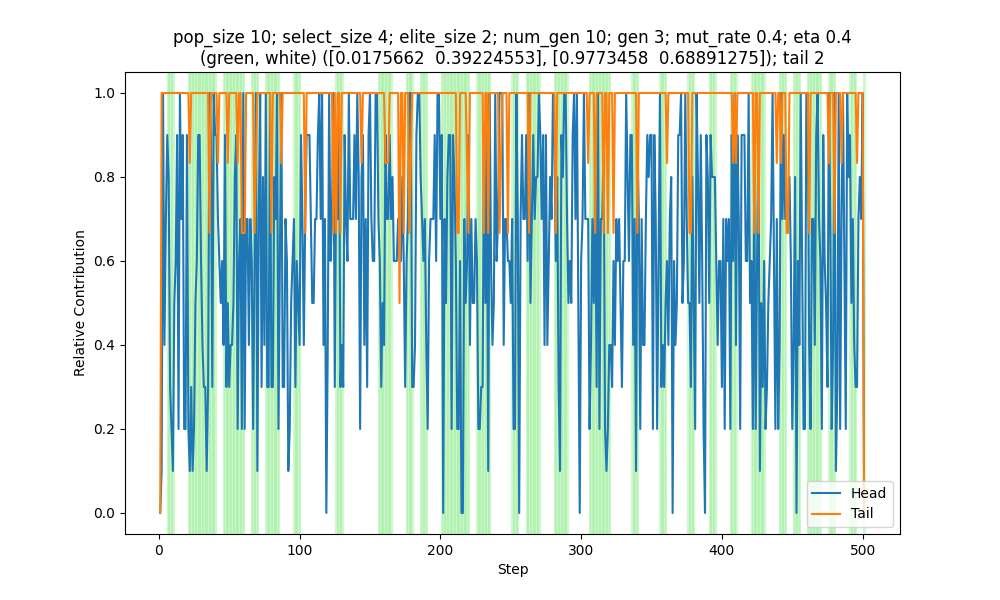 pop_size 10; select_size 4; elite_size 2; num_gen 10; gen 3; mut_rate 0.4; eta 0.4
(green, white) ([0.0175662  0.39224553], [0.9773458  0.68891275]); tail 2
Relative Contribution
1.0
0.8
0.6
0.4
0.2
0.0
Head
Tail
0 100 200 300 400 500
Step